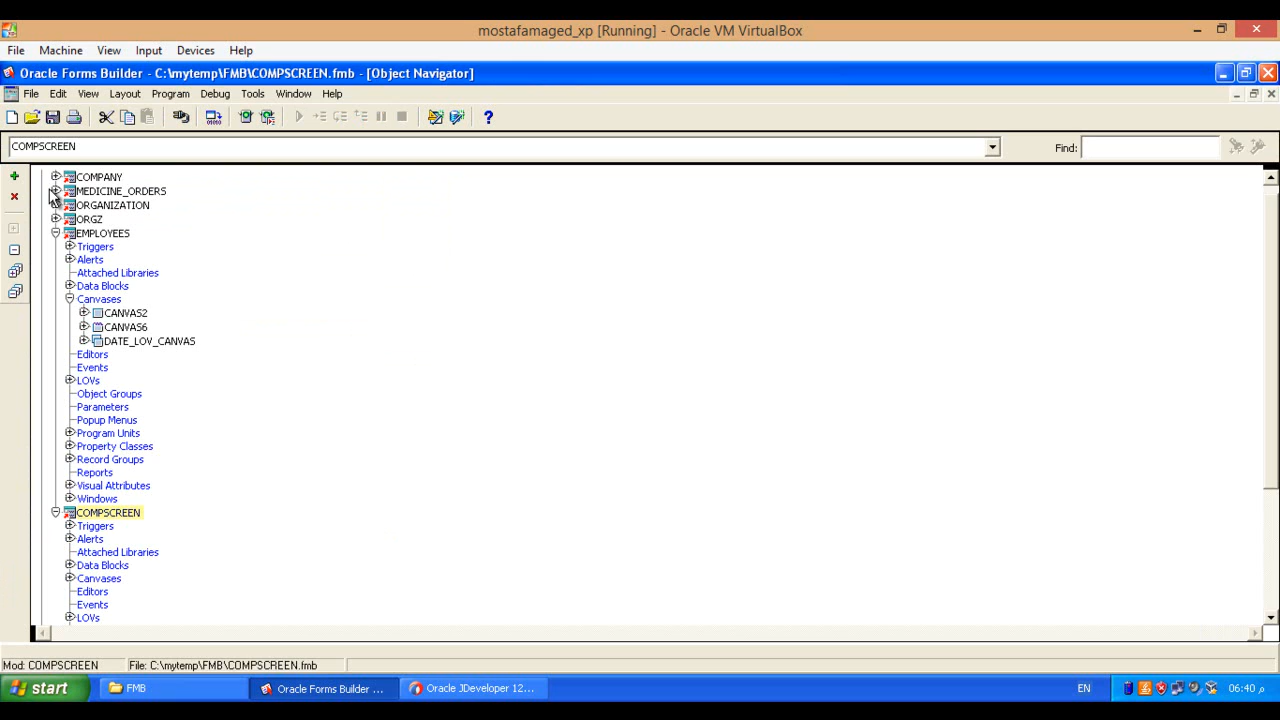 mostafamaged_xp [Running] - Oracle VM VirtualBox
File Machine View Input Devices Help
Oracle Forms Builder - C:\mytemp\FMB\COMPSCREEN.fmb - [Object Navigator]
File Edit View Layout Program Debug Tools Window Help
COMPSCREEN
Find:
COMPANY
MEDICINE_ORDERS
ORGANIZATION
ORGZ
EMPLOYEES
Triggers
Alerts
Attached Libraries
Data Blocks
Canvases
CANVAS2
CANVAS6
DATE_LOV_CANVAS
Editors
Events
LOVs
Object Groups
Parameters
Popup Menus
Program Units
Property Classes
Record Groups
Reports
Visual Attributes
Windows
COMPSCREEN
Triggers
Alerts
Attached Libraries
Data Blocks
Canvases
Editors
Events
LOVs
Mod: COMPSCREEN File: C:\mytemp\FMB\COMPSCREEN.fmb
start FMB Oracle Forms Builder ... Oracle JDeveloper 12... EN 06:40 م